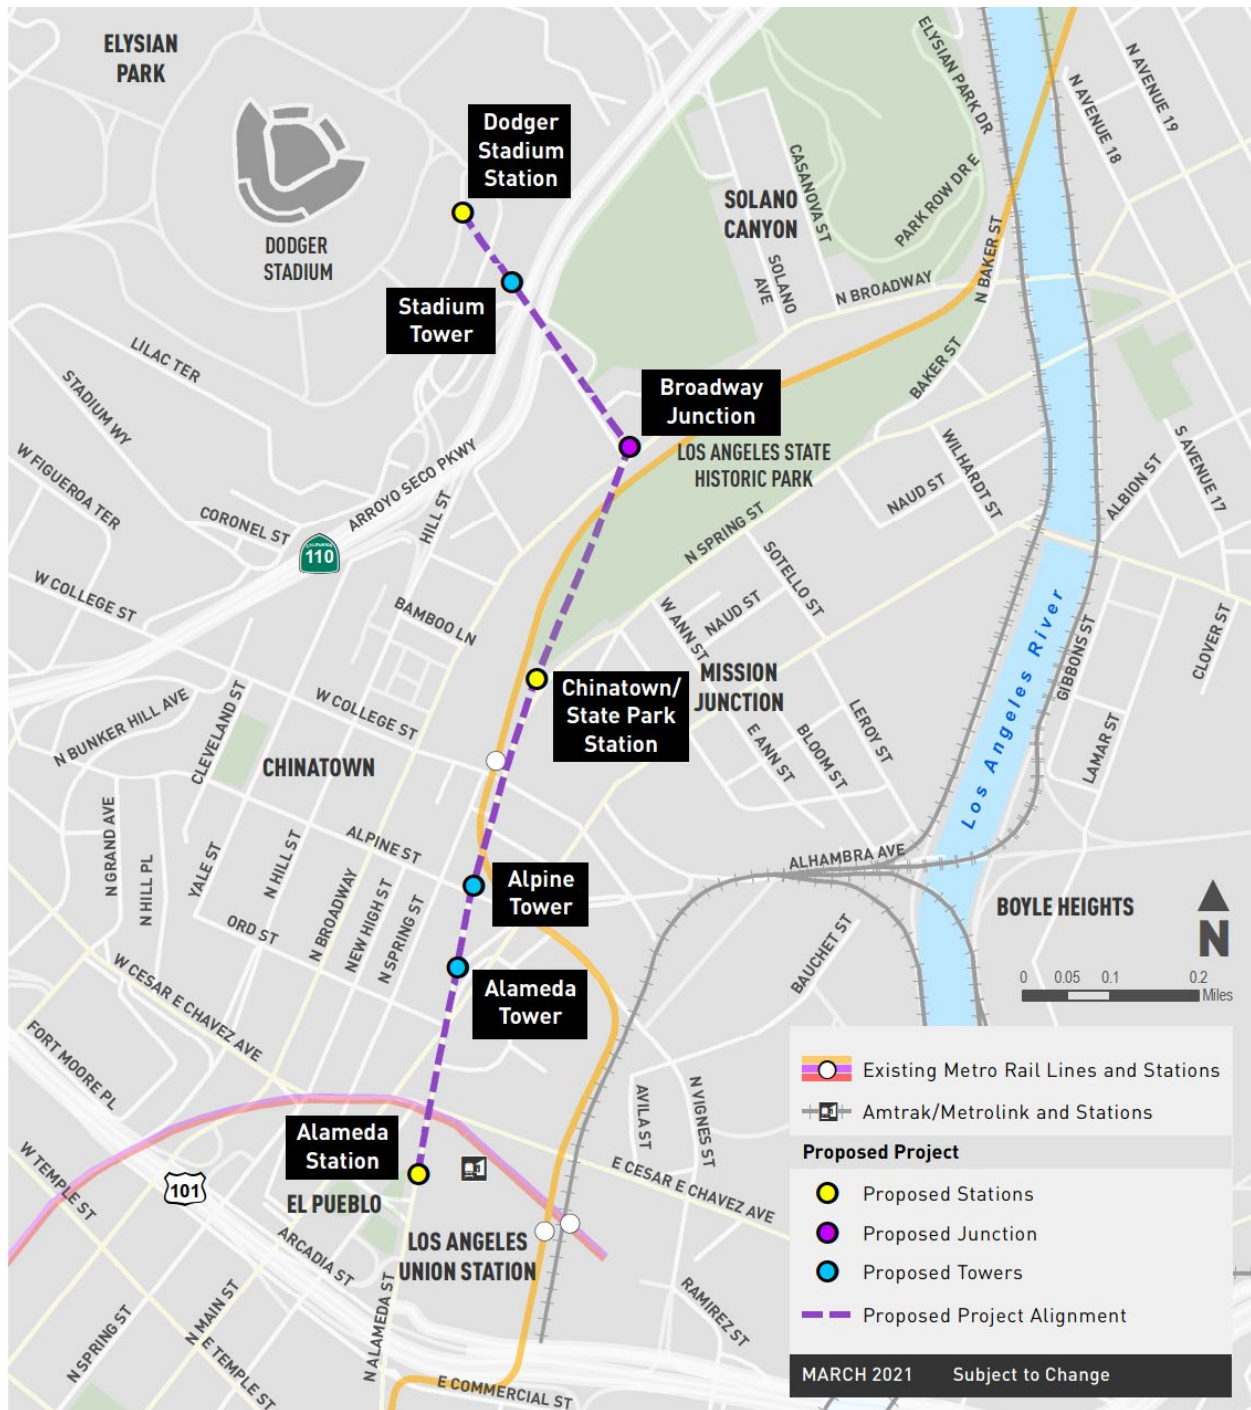 ELYSIAN
PARK
Dodger
Stadium
Station
DODGER
STADIUM
Stadium
Tower
SOLANO
CANYON
CASANOVA ST
SOLANO
AVE
ELYSIAN PARK DR
PARK ROW DR E
N BROADWAY
N BAKER ST
BAKER ST
N AVENUE 19
N AVENUE 18
LILAC TER
STADIUM WY
W FIGUEROA TER
CORONEL ST
ARROYO SECO PKWY
HILL ST
CALIFORNIA
110
Broadway
Junction
LOS ANGELES STATE
HISTORIC PARK
WILHARDT ST
NAUD ST
ALBION ST
S AVENUE 17
N SPRING ST
SOTELLO ST
NAUD ST
W ANN ST
W COLLEGE ST
BAMBOO LN
MISSION
JUNCTION
Chinatown/
State Park
Station
Los Angeles River
GIBBONS ST
CLOVER ST
LAMAR ST
LEROY ST
BLOOM ST
E ANN ST
N BUNKER HILL AVE
CLEVELAND ST
W COLLEGE ST
CHINATOWN
N GRAND AVE
N HILL PL
YALE ST
N HILL ST
ALPINE ST
ORD ST
N BROADWAY
NEW HIGH ST
N SPRING ST
Alpine
Tower
ALHAMBRA AVE
BOYLE HEIGHTS
BAUCHET ST
N
0 0.05 0.1 0.2
Miles
Alameda
Tower
W CESAR E CHAVEZ AVE
FORT MOORE PL
W TEMPLE ST
101
Alameda
Station
EL PUEBLO
LOS ANGELES
UNION STATION
AVILA ST
N VIGNES ST
E CESAR E CHAVEZ AVE
ARCADIA ST
N MAIN ST
N SPRING ST
E TEMPLE ST
N ALAMEDA ST
E COMMERCIAL ST
RAMIREZ ST
Existing Metro Rail Lines and Stations
Amtrak/Metrolink and Stations
Proposed Project
Proposed Stations
Proposed Junction
Proposed Towers
Proposed Project Alignment
MARCH 2021 Subject to Change